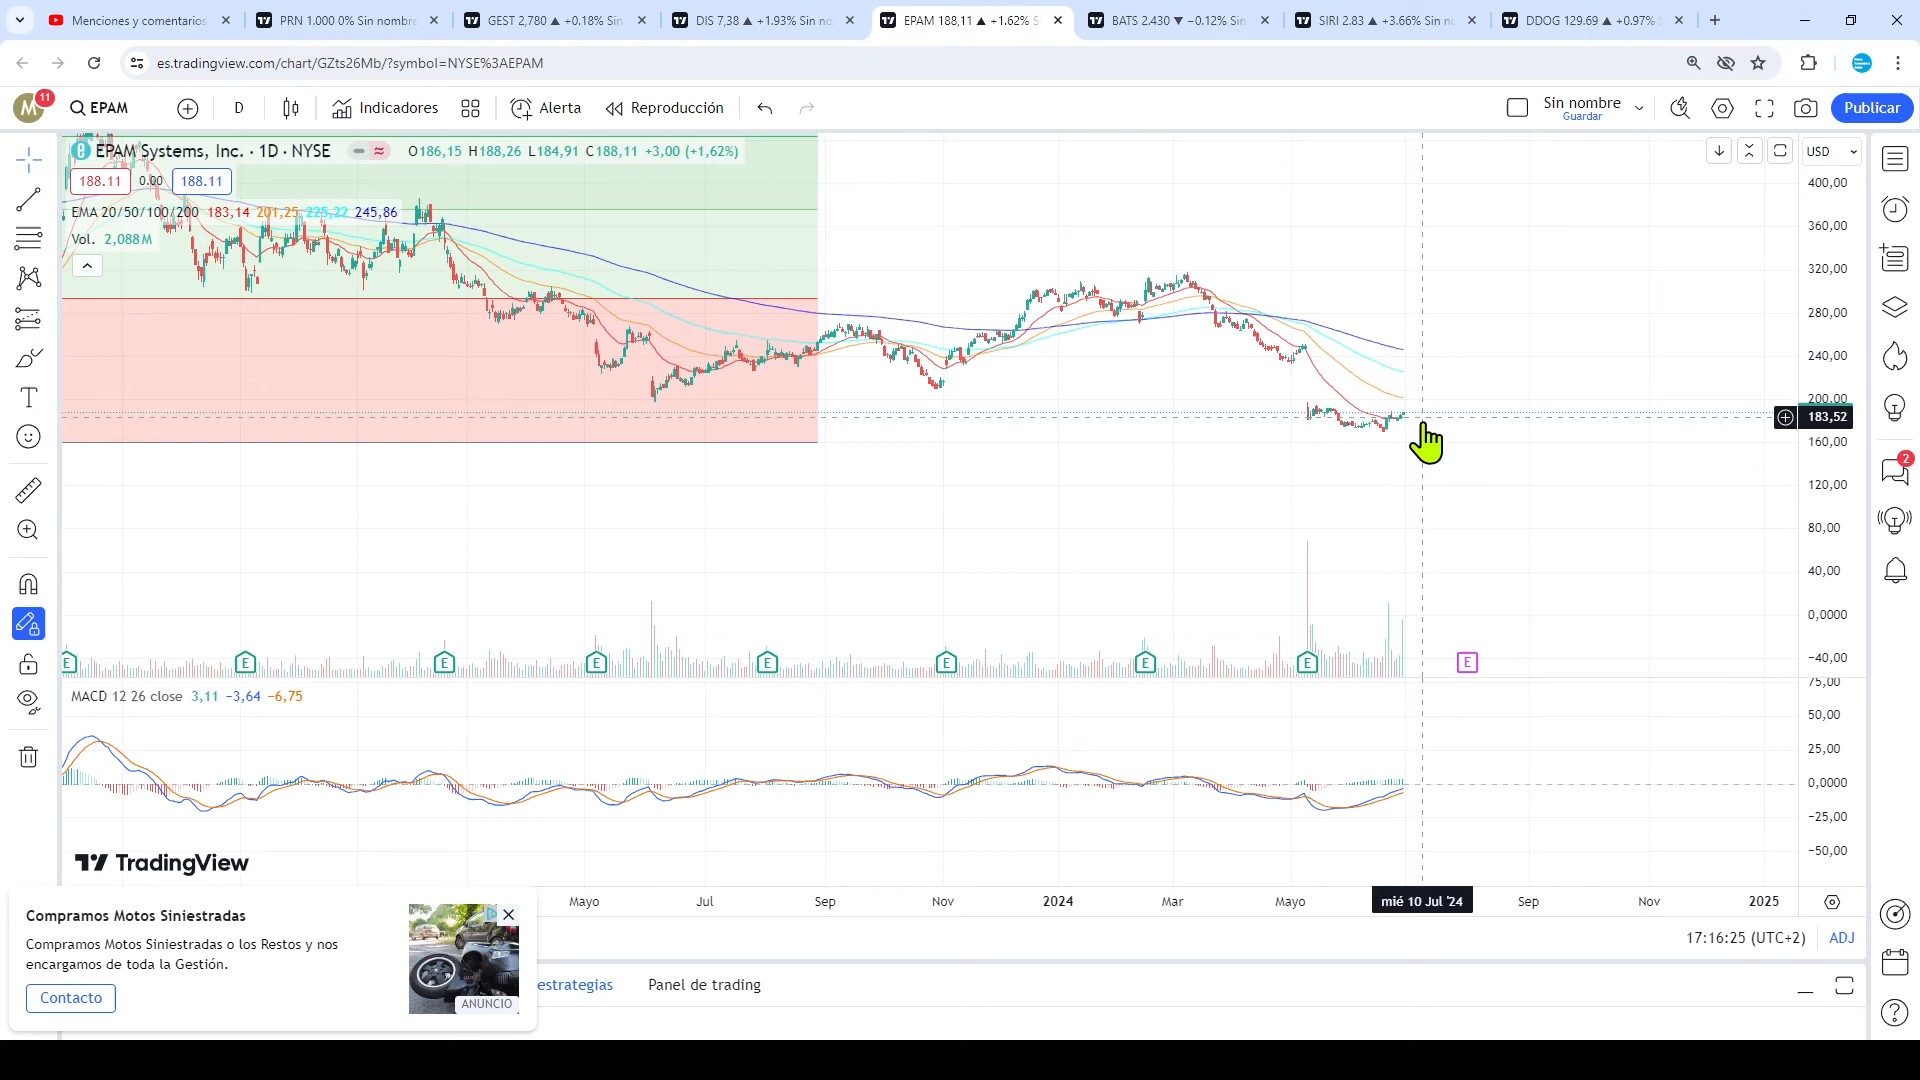 Menciones y comentarios
PRN 1.000 0% Sin nombre
GEST 2,780 ▲ +0.18% Sin
DIS 7,38 ▲ +1.93% Sin no
EPAM 188,11 ▲ +1.62% S
BATS 2.430 ▼ −0.12% Sin
SIRI 2.83 ▲ +3.66% Sin no
DDOG 129.69 ▲ +0.97% S
es.tradingview.com/chart/GZts26Mb/?symbol=NYSE%3AEPAM
M
11
EPAM
D
Indicadores
Alerta
Reproducción
Sin nombre
Guardar
Publicar
EPAM Systems, Inc. · 1D · NYSE
O186,15 H188,26 L184,91 C188,11 +3,00 (+1,62%)
188.11
0.00
188.11
EMA 20/50/100/200 183,14 201,25 225,22 245,86
Vol. 2,088M
USD
400,00
360,00
320,00
280,00
240,00
200,00
183,52
160,00
120,00
80,00
40,00
0,0000
−40,00
2
E
E
E
E
E
E
E
E
E
MACD 12 26 close 3,11 −3,64 −6,75
75,00
50,00
25,00
0,0000
−25,00
−50,00
TradingView
Mayo
Jul
Sep
Nov
2024
Mar
Mayo
mié 10 Jul '24
Sep
Nov
2025
17:16:25 (UTC+2)
ADJ
Compramos Motos Siniestradas
Compramos Motos Siniestradas o los Restos y nos
encargamos de toda la Gestión.
Contacto
ANUNCIO
estrategias
Panel de trading